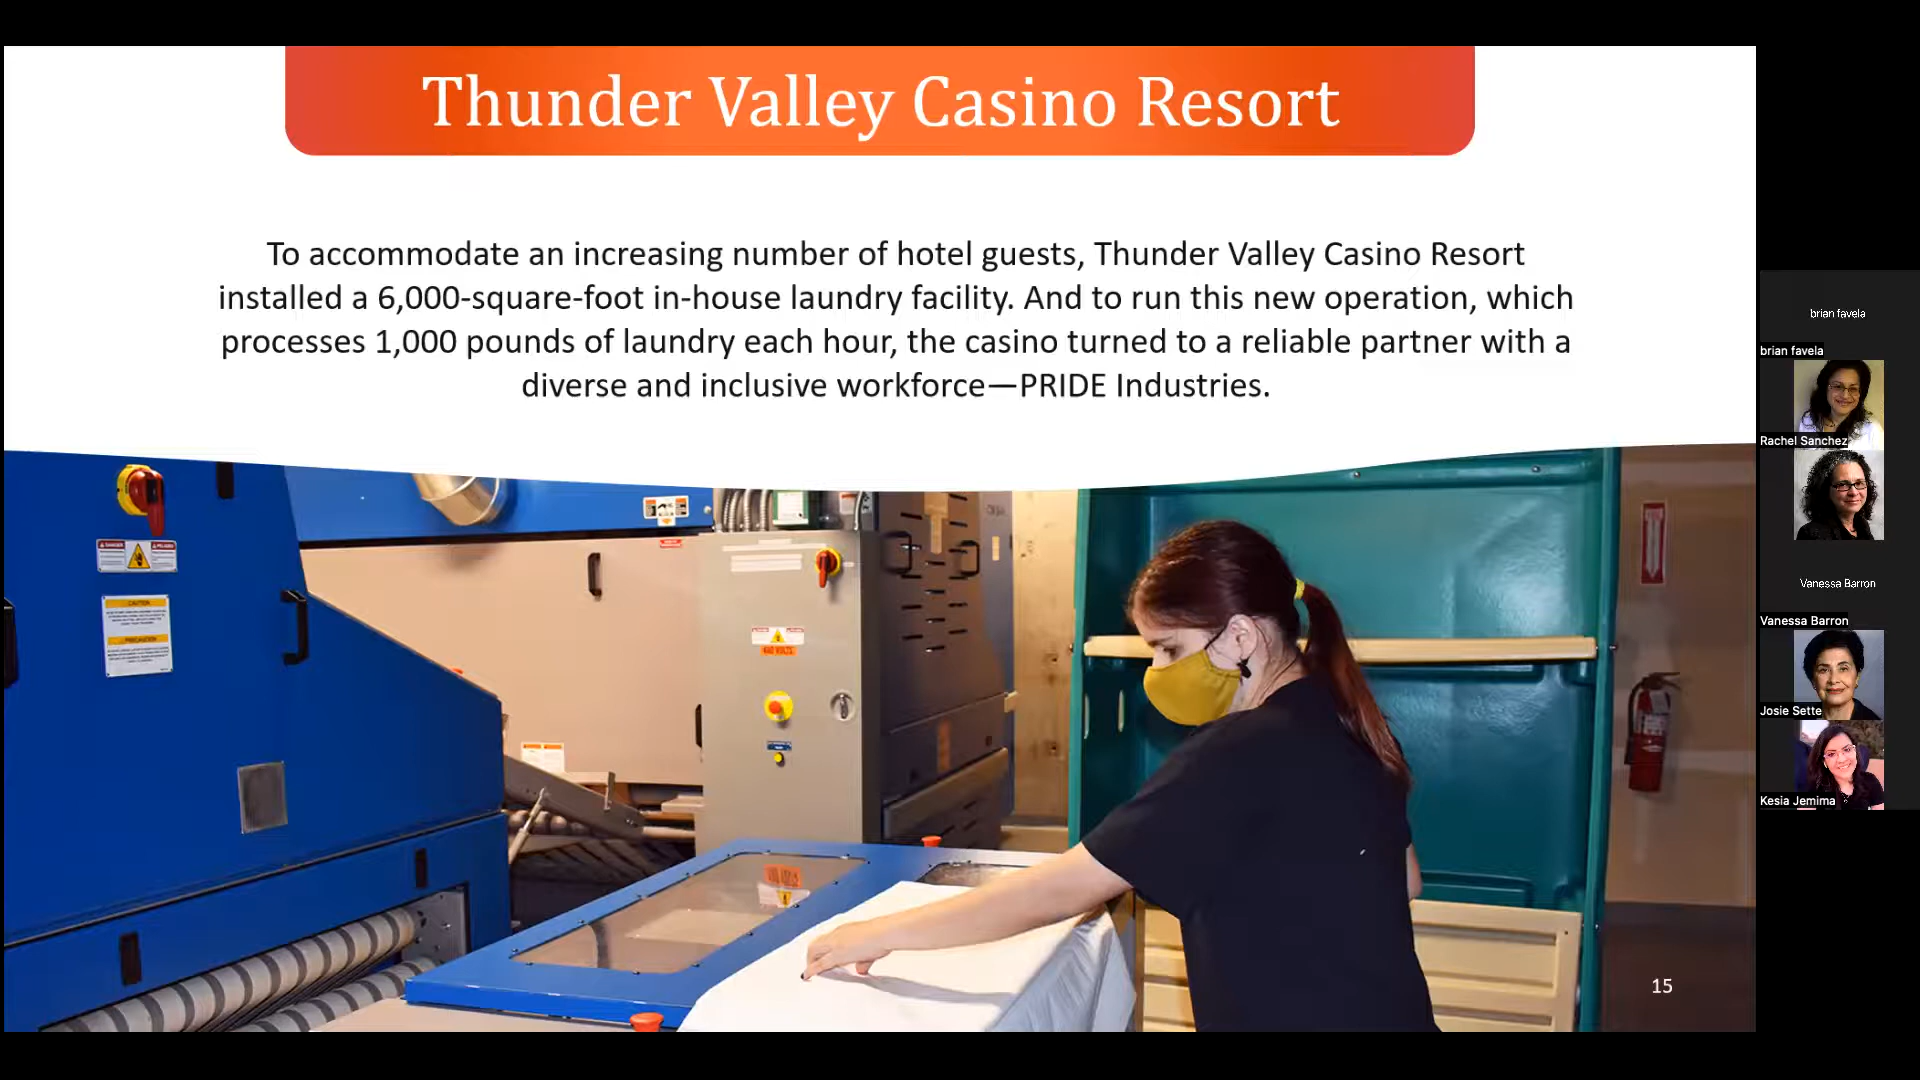 Thunder Valley Casino Resort
To accommodate an increasing number of hotel guests, Thunder Valley Casino Resort
installed a 6,000-square-foot in-house laundry facility. And to run this new operation, which
processes 1,000 pounds of laundry each hour, the casino turned to a reliable partner with a
diverse and inclusive workforce—PRIDE Industries.
brian favela
brian favela
Rachel Sanchez
Vanessa Barron
Vanessa Barron
Josie Sette
Kesia Jemima
CAUTION
15